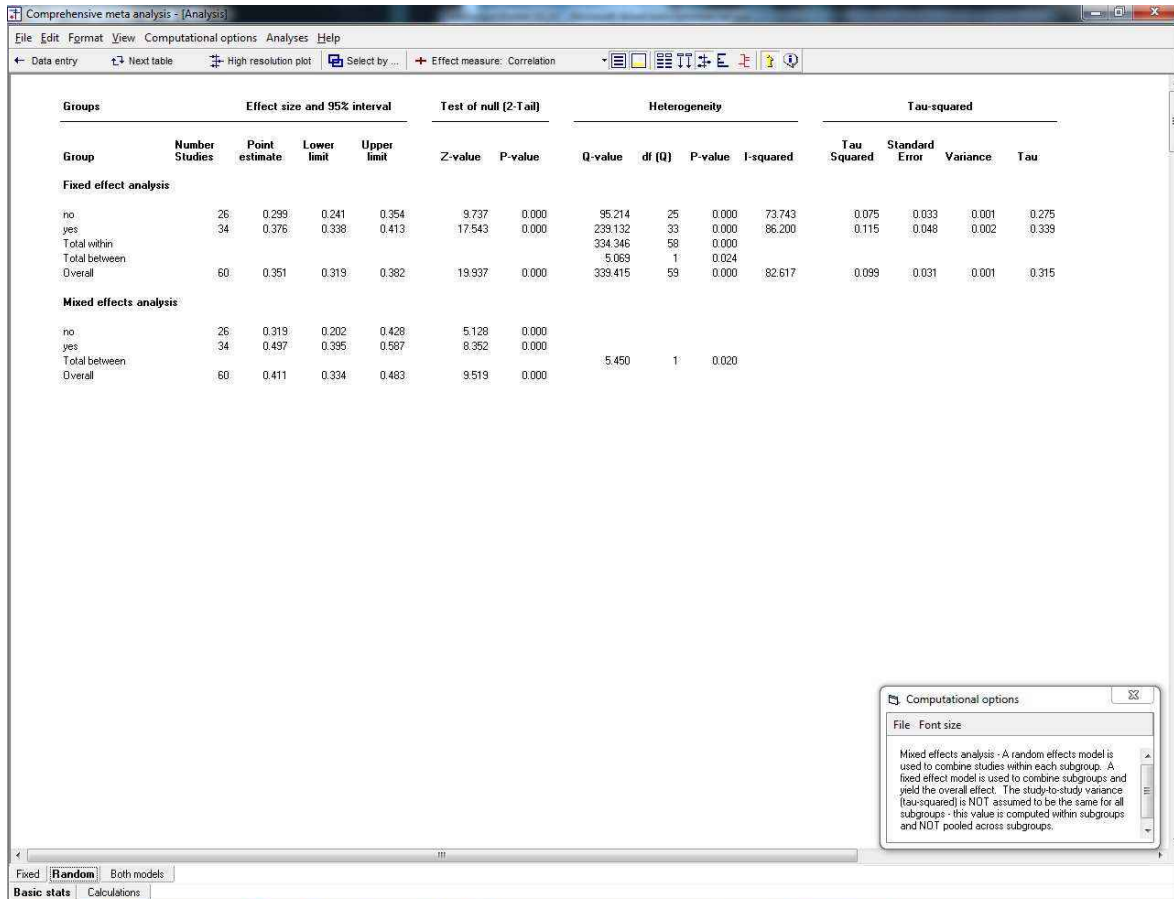 Comprehensive meta analysis - [Analysis]
File Edit Format View Computational options Analyses Help
← Data entry Next table High resolution plot Select by ... + Effect measure: Correlation
Groups Effect size and 95% interval Test of null (2-Tail) Heterogeneity Tau-squared
Group Number Studies Point estimate Lower limit Upper limit Z-value P-value Q-value df (Q) P-value I-squared Tau Squared Standard Error Variance Tau
Fixed effect analysis
no 26 0.299 0.241 0.354 9.737 0.000 95.214 25 0.000 73.743 0.075 0.033 0.001 0.275
yes 34 0.376 0.338 0.413 17.543 0.000 239.132 33 0.000 86.200 0.115 0.048 0.002 0.339
Total within 334.346 58 0.000
Total between 5.069 1 0.024
Overall 60 0.351 0.319 0.382 19.937 0.000 339.415 59 0.000 82.617 0.099 0.031 0.001 0.315
Mixed effects analysis
no 26 0.319 0.202 0.428 5.128 0.000
yes 34 0.497 0.395 0.587 8.352 0.000
Total between 5.450 1 0.020
Overall 60 0.411 0.334 0.483 9.519 0.000
Computational options
File Font size
Mixed effects analysis - A random effects model is
used to combine studies within each subgroup. A
fixed effect model is used to combine subgroups and
yield the overall effect. The study-to-study variance
(tau-squared) is NOT assumed to be the same for all
subgroups - this value is computed within subgroups
and NOT pooled across subgroups.
Fixed Random Both models
Basic stats Calculations